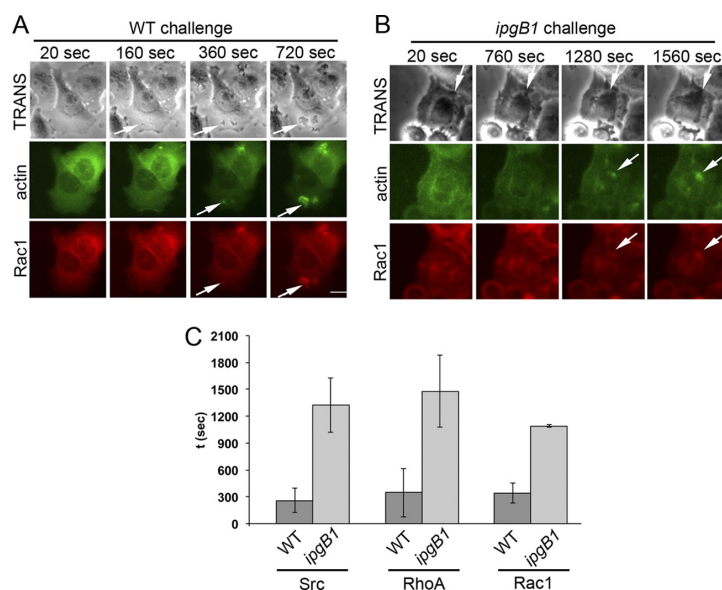 A
WT challenge
20 sec 160 sec 360 sec 720 sec
TRANS
actin
Rac1
B
ipgB1 challenge
20 sec 760 sec 1280 sec 1560 sec
TRANS
actin
Rac1
C
t (sec)
2100
1800
1500
1200
900
600
300
0
WT ipgB1 WT ipgB1 WT ipgB1
Src RhoA Rac1